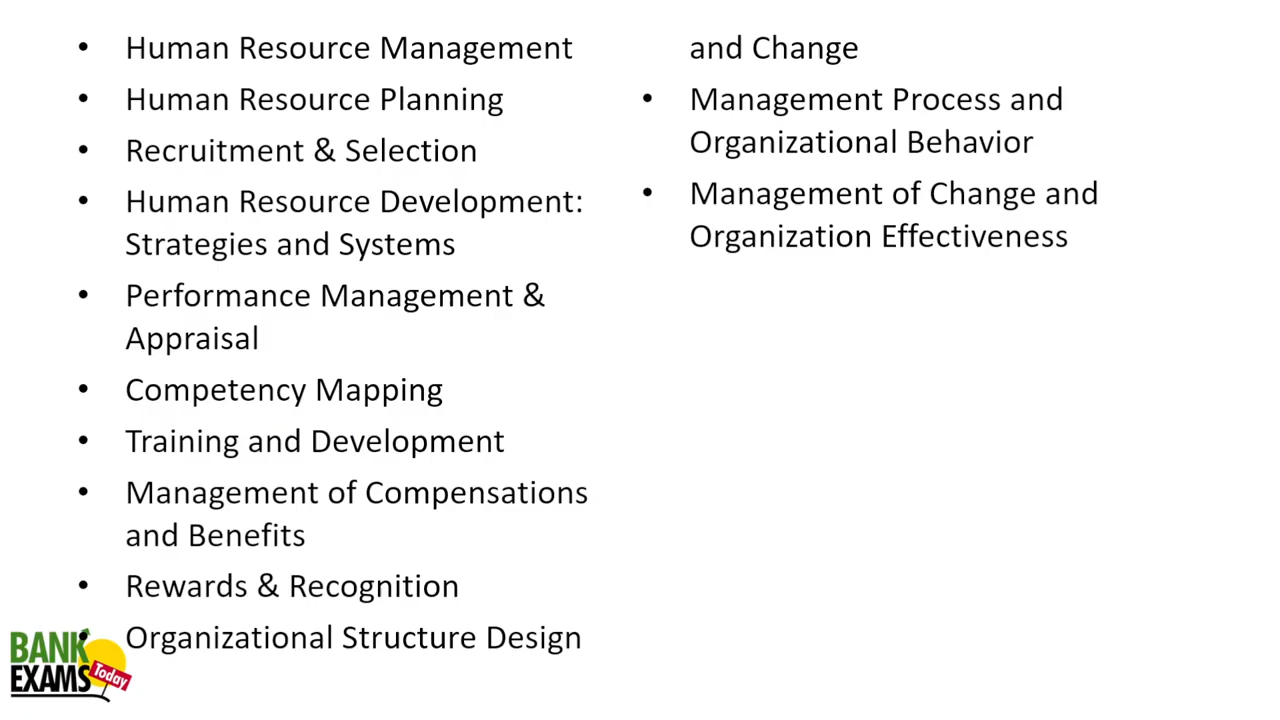 • Human Resource Management
• Human Resource Planning
• Recruitment & Selection
• Human Resource Development:
Strategies and Systems
• Performance Management &
Appraisal
• Competency Mapping
• Training and Development
• Management of Compensations
and Benefits
• Rewards & Recognition
• Organizational Structure Design
and Change
• Management Process and
Organizational Behavior
• Management of Change and
Organization Effectiveness
BANK
EXAMS
Today